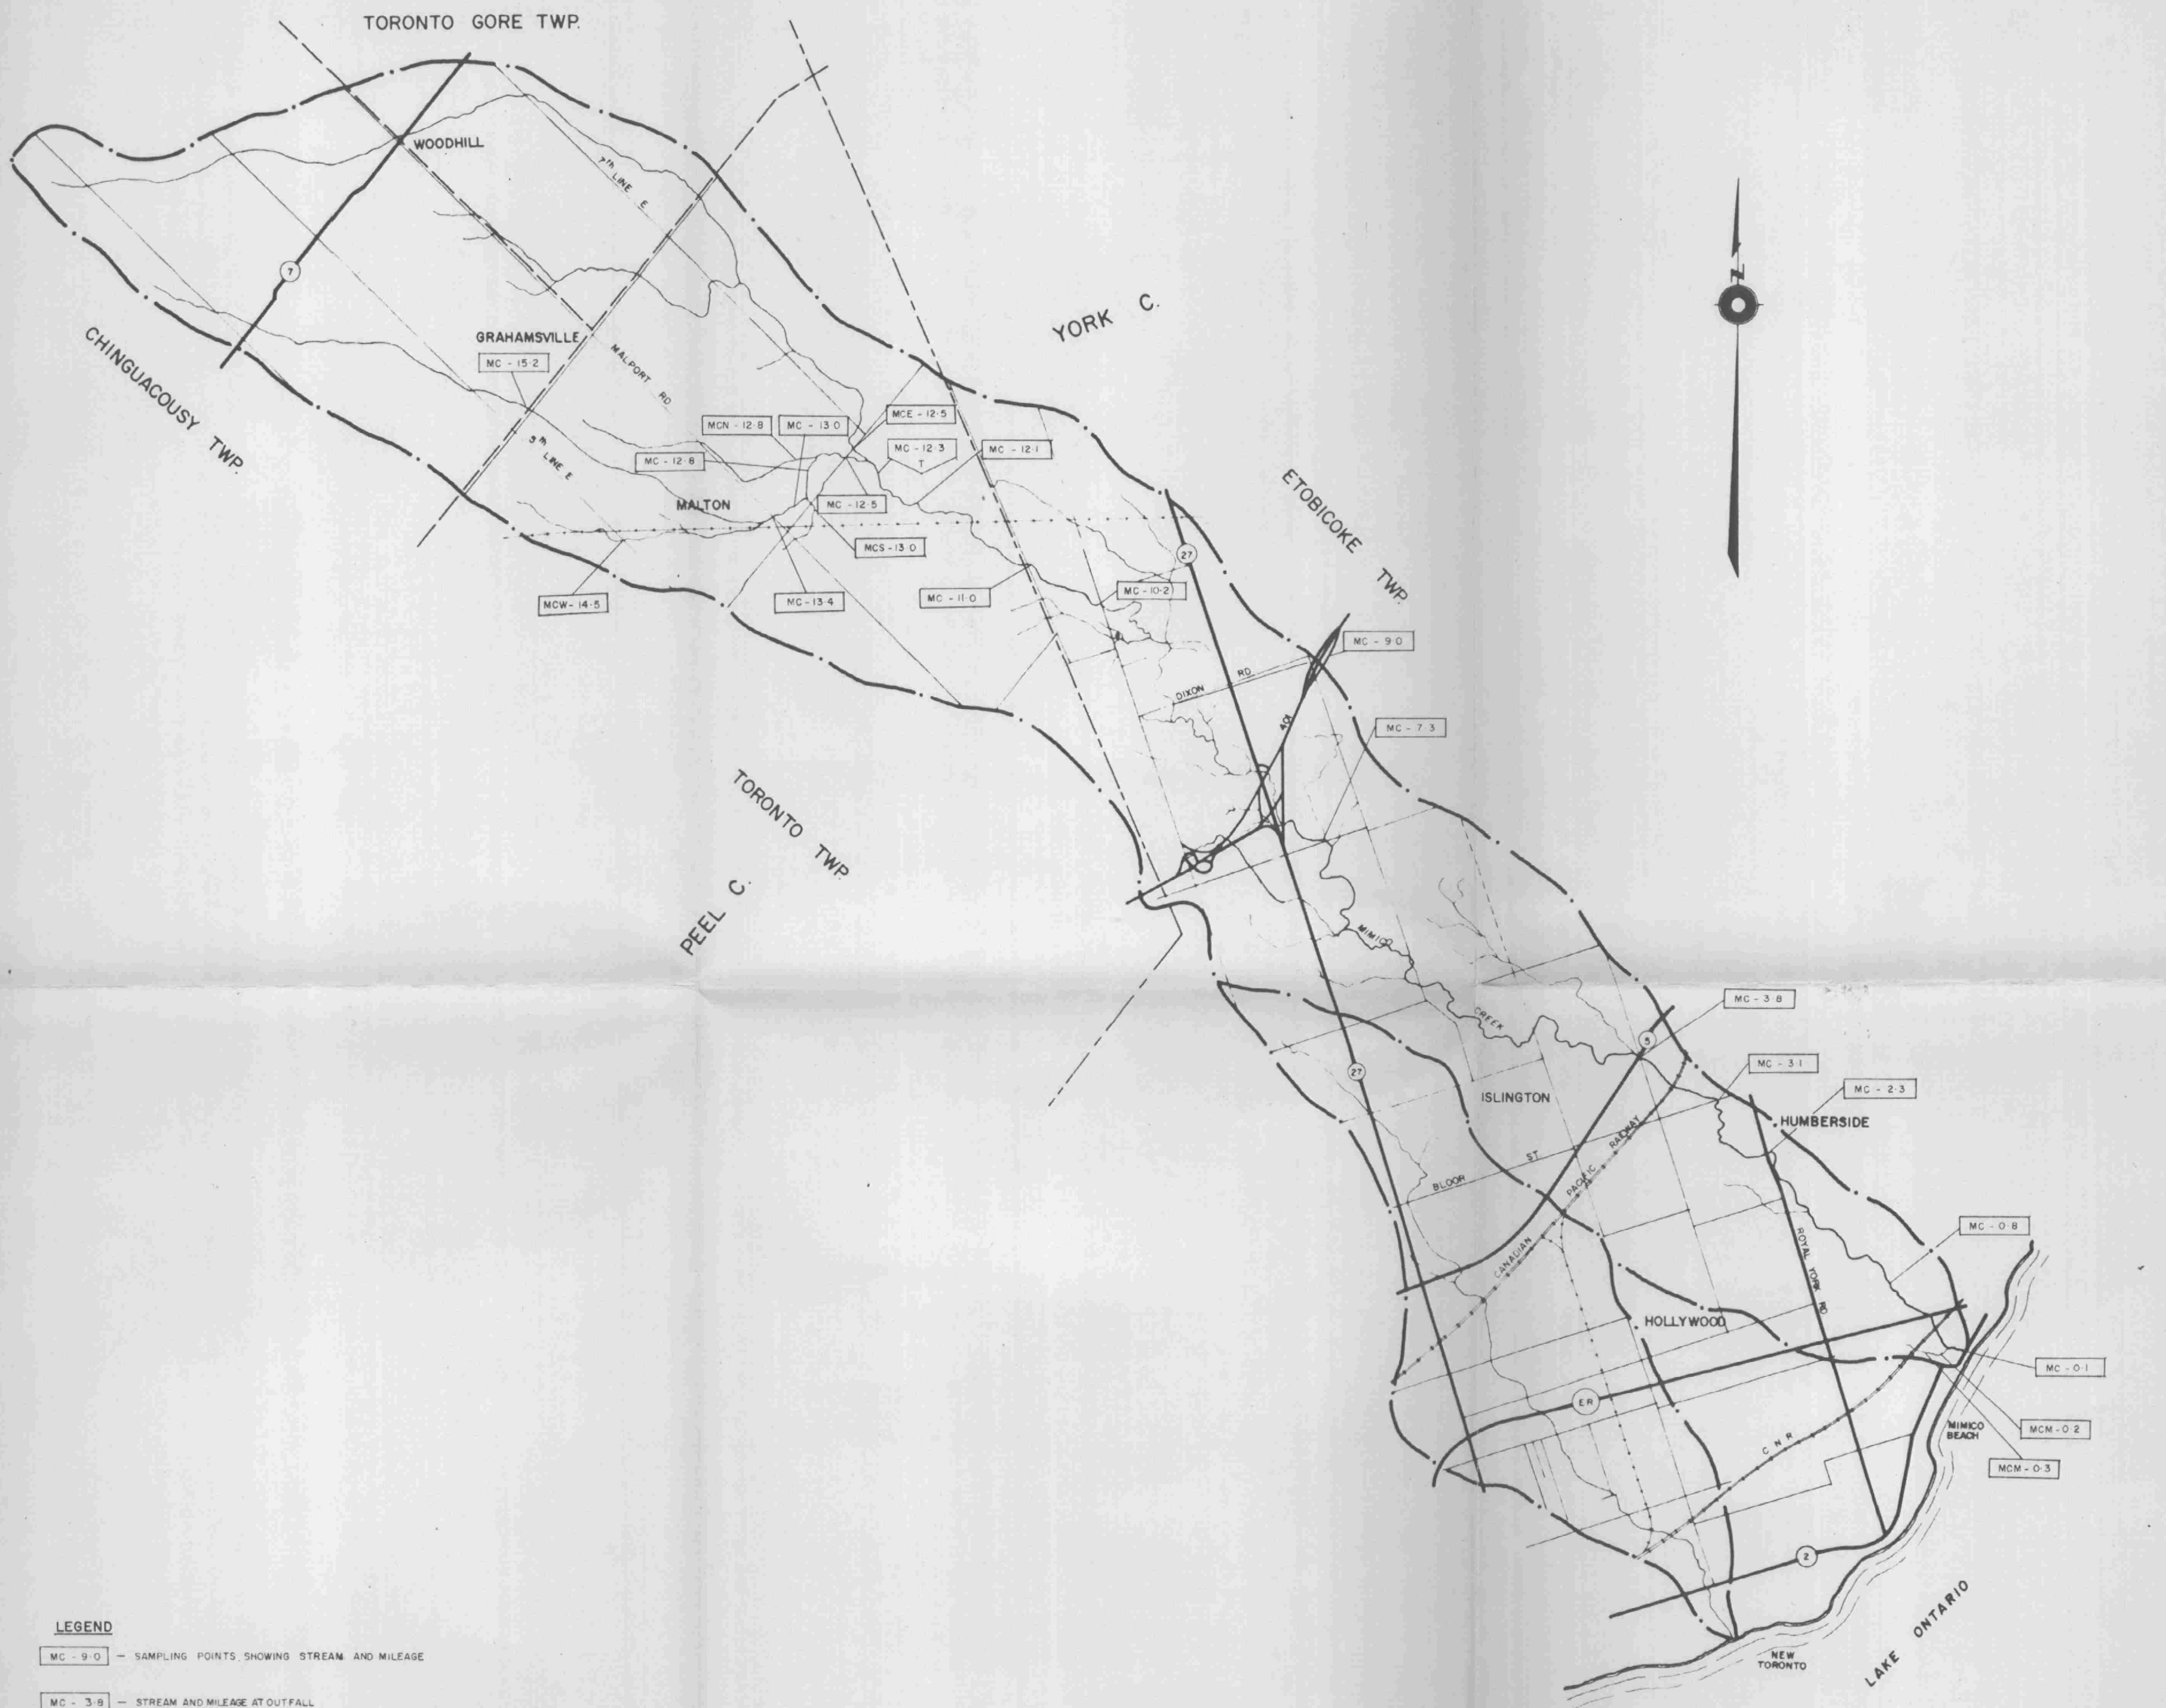 TORONTO GORE TWP.
WOODHILL
7th LINE E
7
CHINGUACOUSY TWP.
GRAHAMSVILLE
MC - 15·2
MALPORT RD
YORK C.
N
MCN - 12·8
MC - 13·0
MCE - 12·5
MC - 12·3
T
MC - 12·1
LINE E
MC - 12·8
MALTON
MC - 12·5
MCS - 13·0
MCW - 14·5
MC - 13·4
MC - 11·0
MC - 10·2
27
ETOBICOKE TWP.
MC - 9·0
DIXON RD
401
MC - 7·3
TORONTO TWP.
PEEL C.
MIMICO CREEK
MC - 3·8
5
MC - 3·1
MC - 2·3
27
ISLINGTON
HUMBERSIDE
BLOOR ST
CANADIAN PACIFIC RAILWAY
MC - 0·8
ROYAL YORK RD
HOLLYWOOD
MC - 0·1
ER
MIMICO
BEACH
MCM - 0·2
C N R
MCM - 0·3
2
NEW
TORONTO
LAKE ONTARIO
LEGEND
MC - 9·0 — SAMPLING POINTS, SHOWING STREAM AND MILEAGE
MC - 3·8 — STREAM AND MILEAGE AT OUTFALL